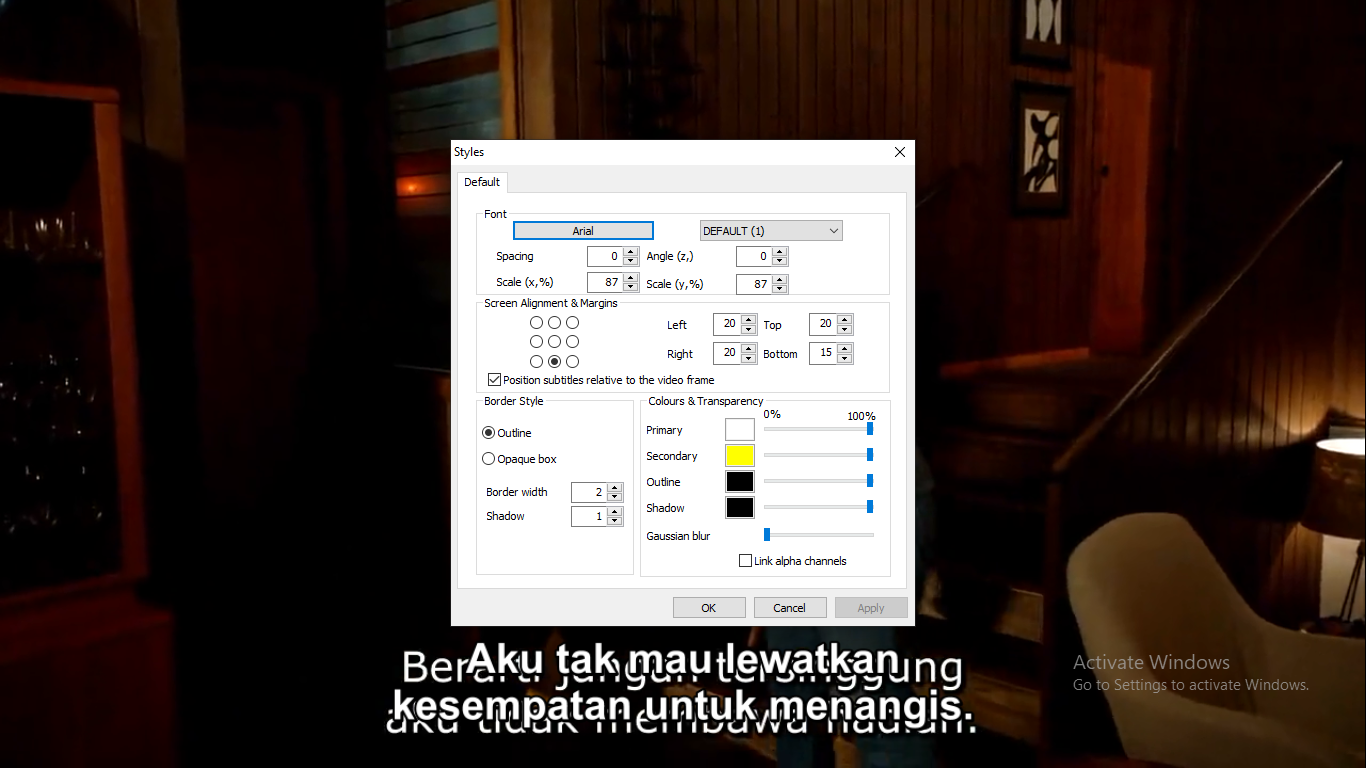 Styles
Default
Font
Arial
DEFAULT (1)
Spacing
0
Angle (z,)
0
Scale (x,%)
87
Scale (y,%)
87
Screen Alignment & Margins
Left
20
Top
20
Right
20
Bottom
15
Position subtitles relative to the video frame
Border Style
Outline
Opaque box
Border width
2
Shadow
1
Colours & Transparency
0%
100%
Primary
Secondary
Outline
Shadow
Gaussian blur
Link alpha channels
OK
Cancel
Apply
Aku tak mau lewatkan
kesempatan untuk menangis.
Berarti jangan tersinggung
aku tidak membawa hadiah.
Activate Windows
Go to Settings to activate Windows.